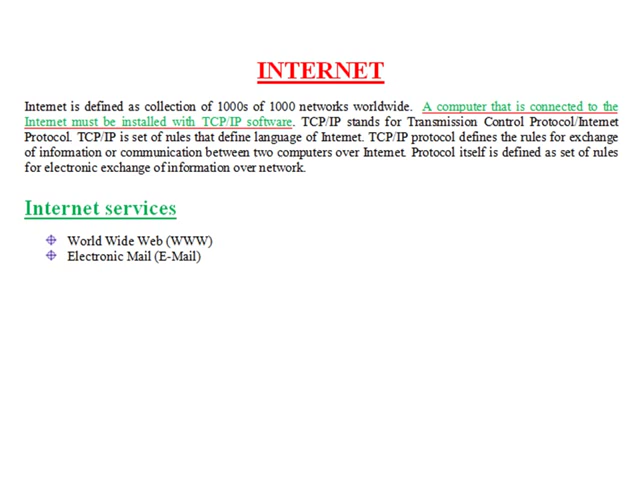 INTERNET
Internet is defined as collection of 1000s of 1000 networks worldwide. A computer that is connected to the
Internet must be installed with TCP/IP software. TCP/IP stands for Transmission Control Protocol/Internet
Protocol. TCP/IP is set of rules that define language of Internet. TCP/IP protocol defines the rules for exchange
of information or communication between two computers over Internet. Protocol itself is defined as set of rules
for electronic exchange of information over network.
Internet services
World Wide Web (WWW)
Electronic Mail (E-Mail)